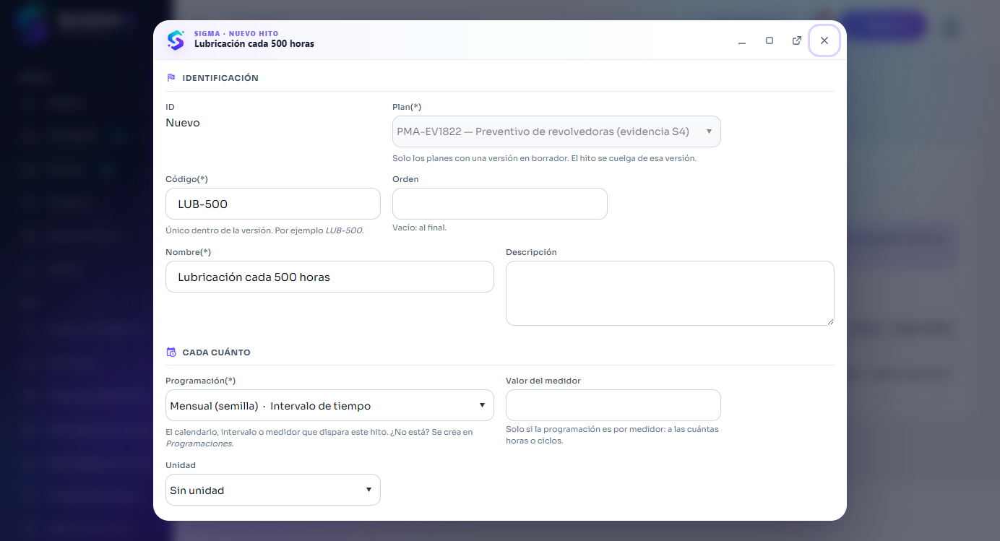 SIGMA · NUEVO HITO
Lubricación cada 500 horas
IDENTIFICACIÓN
ID
Nuevo
Plan(*)
PMA-EV1822 — Preventivo de revolvedoras (evidencia S4)
Solo los planes con una versión en borrador. El hito se cuelga de esa versión.
Código(*)
LUB-500
Único dentro de la versión. Por ejemplo LUB-500.
Orden
Vacío: al final.
Nombre(*)
Lubricación cada 500 horas
Descripción
CADA CUÁNTO
Programación(*)
Mensual (semilla) · Intervalo de tiempo
El calendario, intervalo o medidor que dispara este hito. ¿No está? Se crea en
Programaciones.
Valor del medidor
Solo si la programación es por medidor: a las cuántas
horas o ciclos.
Unidad
Sin unidad